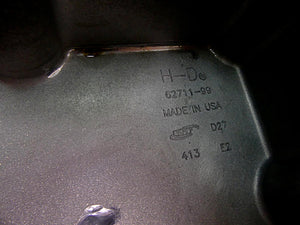 H-D®
62711-99
MADE IN USA
D27
413 E2